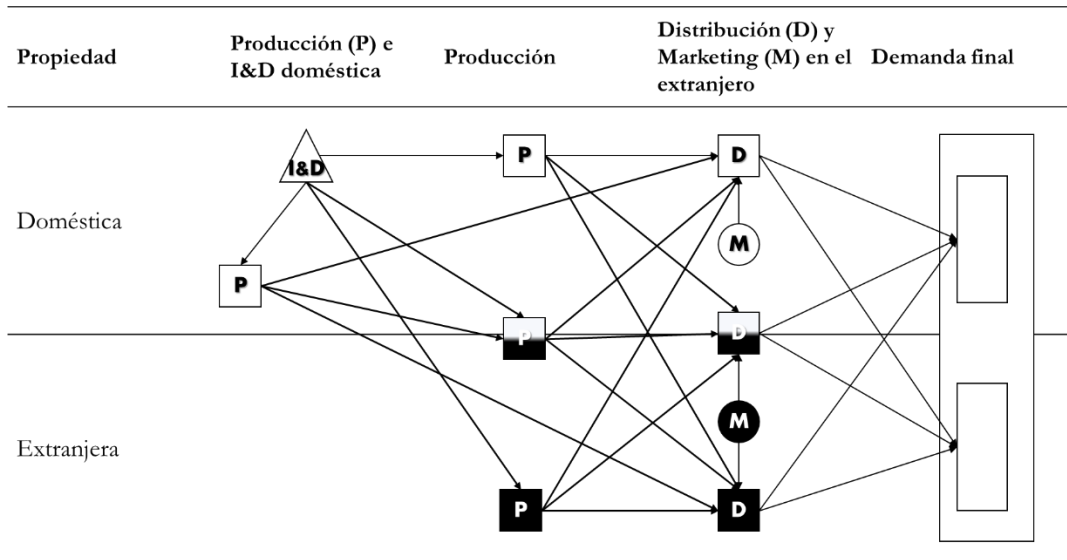 Propiedad
Producción (P) e
I&D doméstica
Producción
Distribución (D) y
Marketing (M) en el
extranjero
Demanda final
Doméstica
I&D
P
D
M
P
P
D
Extranjera
M
P
D